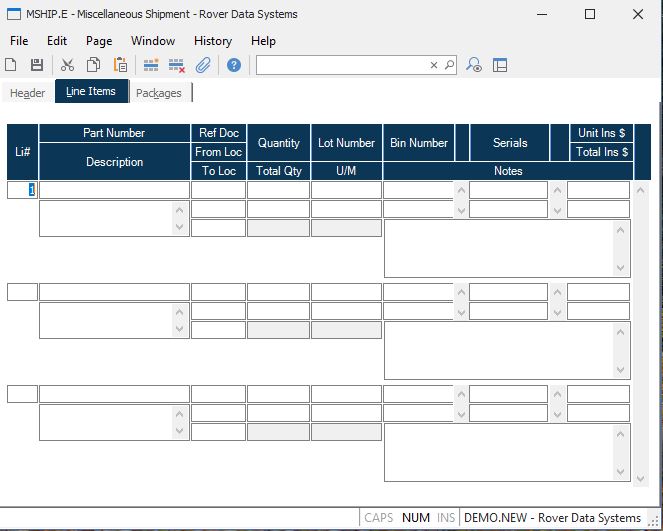 MSHIP.E - Miscellaneous Shipment - Rover Data Systems
File Edit Page Window History Help
Header Line Items Packages
Li# Part Number Ref Doc Quantity Lot Number Bin Number Serials Unit Ins $
Description From Loc Total Ins $
To Loc Total Qty U/M Notes
1
CAPS NUM INS DEMO.NEW - Rover Data Systems